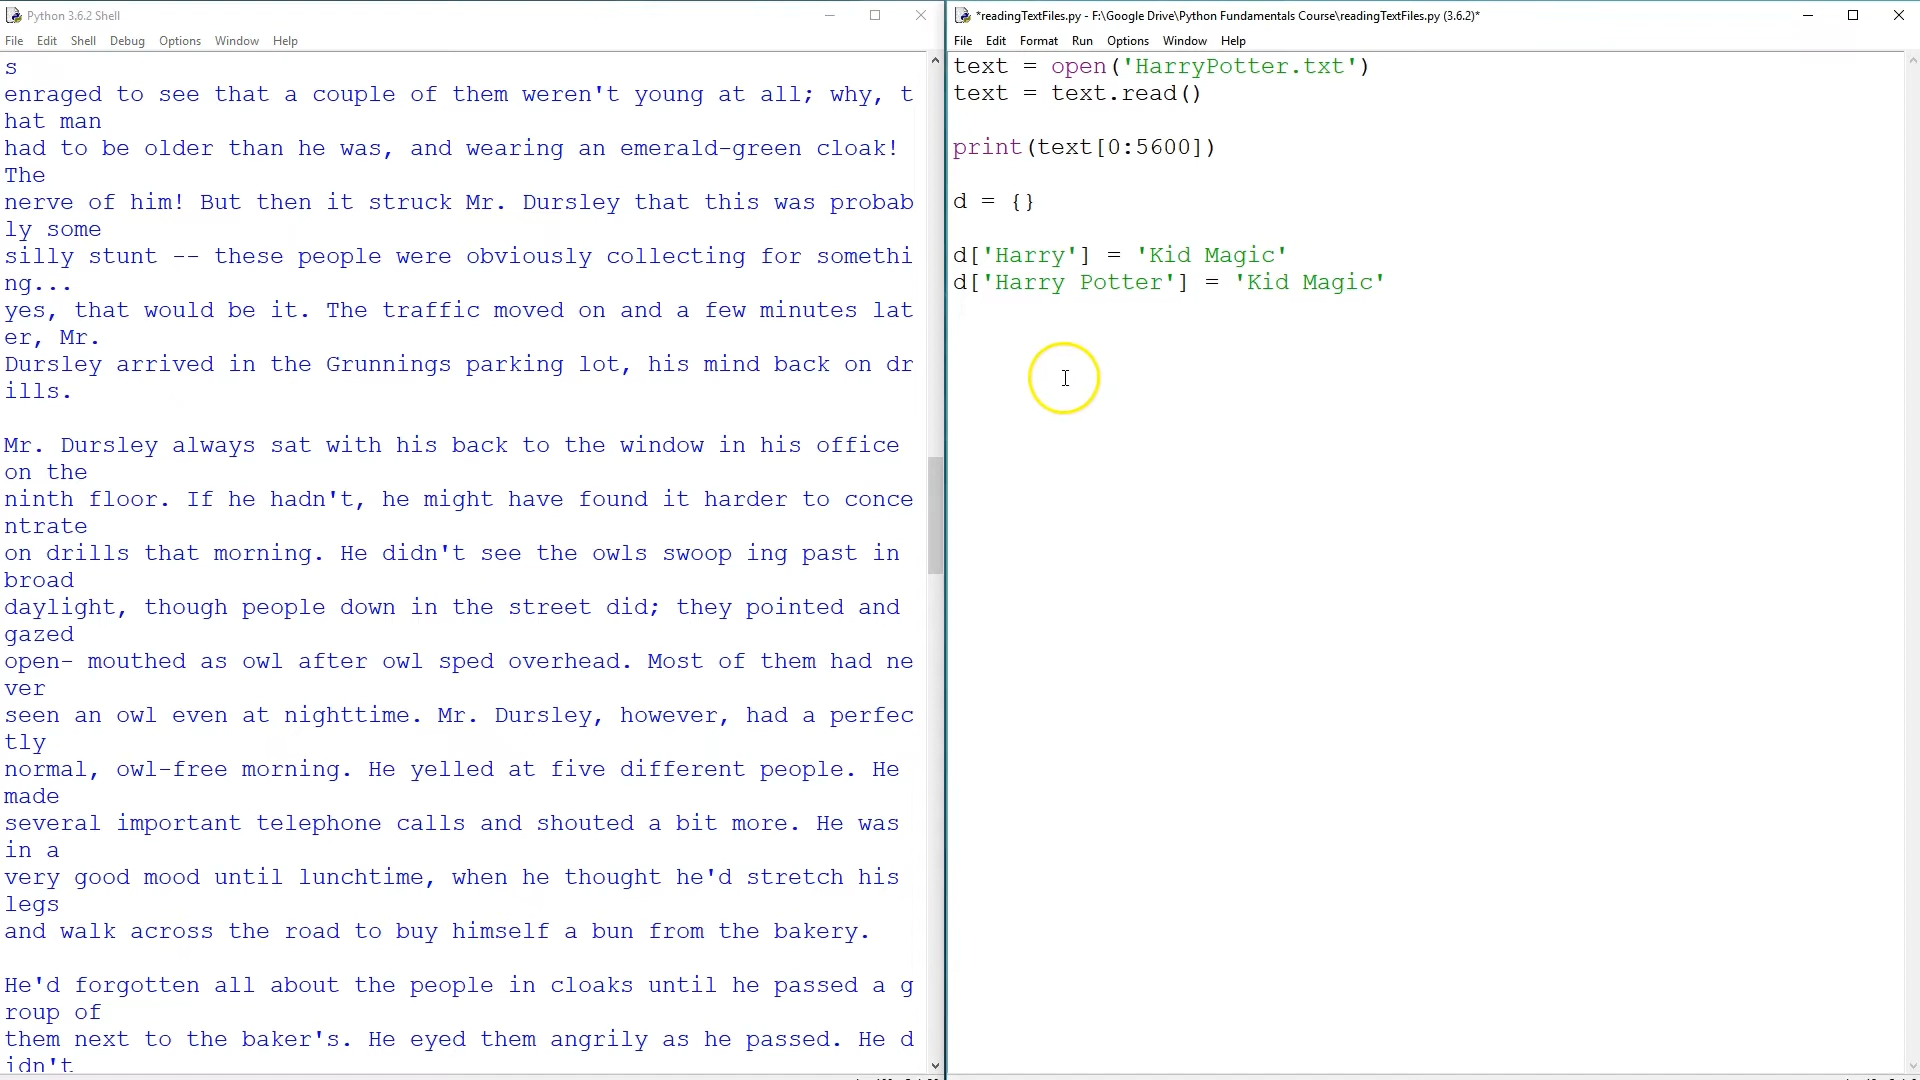 Python 3.6.2 Shell
File Edit Shell Debug Options Window Help
s
enraged to see that a couple of them weren't young at all; why, t
hat man
had to be older than he was, and wearing an emerald-green cloak!
The
nerve of him! But then it struck Mr. Dursley that this was probab
ly some
silly stunt -- these people were obviously collecting for somethi
ng...
yes, that would be it. The traffic moved on and a few minutes lat
er, Mr.
Dursley arrived in the Grunnings parking lot, his mind back on dr
ills.
Mr. Dursley always sat with his back to the window in his office
on the
ninth floor. If he hadn't, he might have found it harder to conce
ntrate
on drills that morning. He didn't see the owls swoop ing past in
broad
daylight, though people down in the street did; they pointed and
gazed
open- mouthed as owl after owl sped overhead. Most of them had ne
ver
seen an owl even at nighttime. Mr. Dursley, however, had a perfec
tly
normal, owl-free morning. He yelled at five different people. He
made
several important telephone calls and shouted a bit more. He was
in a
very good mood until lunchtime, when he thought he'd stretch his
legs
and walk across the road to buy himself a bun from the bakery.
He'd forgotten all about the people in cloaks until he passed a g
roup of
them next to the baker's. He eyed them angrily as he passed. He d
idn't
*readingTextFiles.py - F:\Google Drive\Python Fundamentals Course\readingTextFiles.py (3.6.2)*
File Edit Format Run Options Window Help
text = open('HarryPotter.txt')
text = text.read()
print(text[0:5600])
d = {}
d['Harry'] = 'Kid Magic'
d['Harry Potter'] = 'Kid Magic'